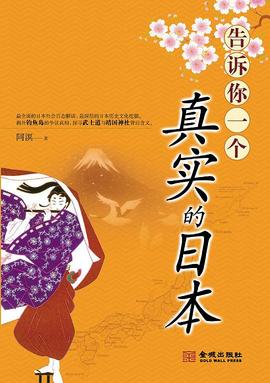 告诉你一个
真实的日本
最全面的日本社会百态解读，最深层的日本历史文化挖掘。
剥开钓鱼岛的争议真相，探寻武士道与靖国神社背后含义。
阿淇 著
金城出版社
GOLD WALL PRESS